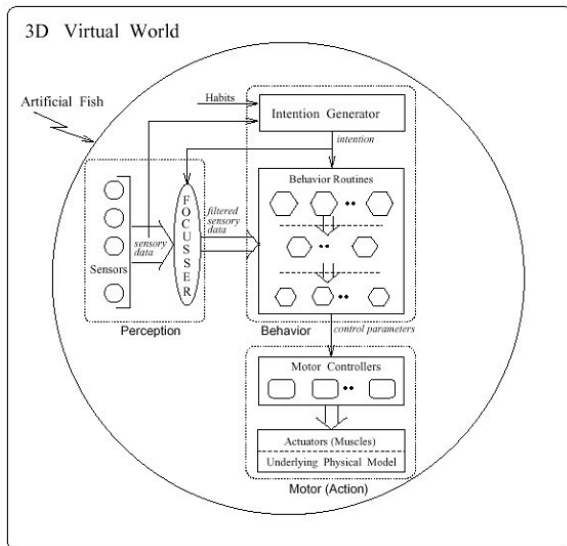 3D Virtual World
Artificial Fish
Habits
Intention Generator
intention
Behavior Routines
FOCUSSER
filtered
sensory
data
sensory
data
Sensors
Perception
Behavior
control parameters
Motor Controllers
Actuators (Muscles)
Underlying Physical Model
Motor (Action)